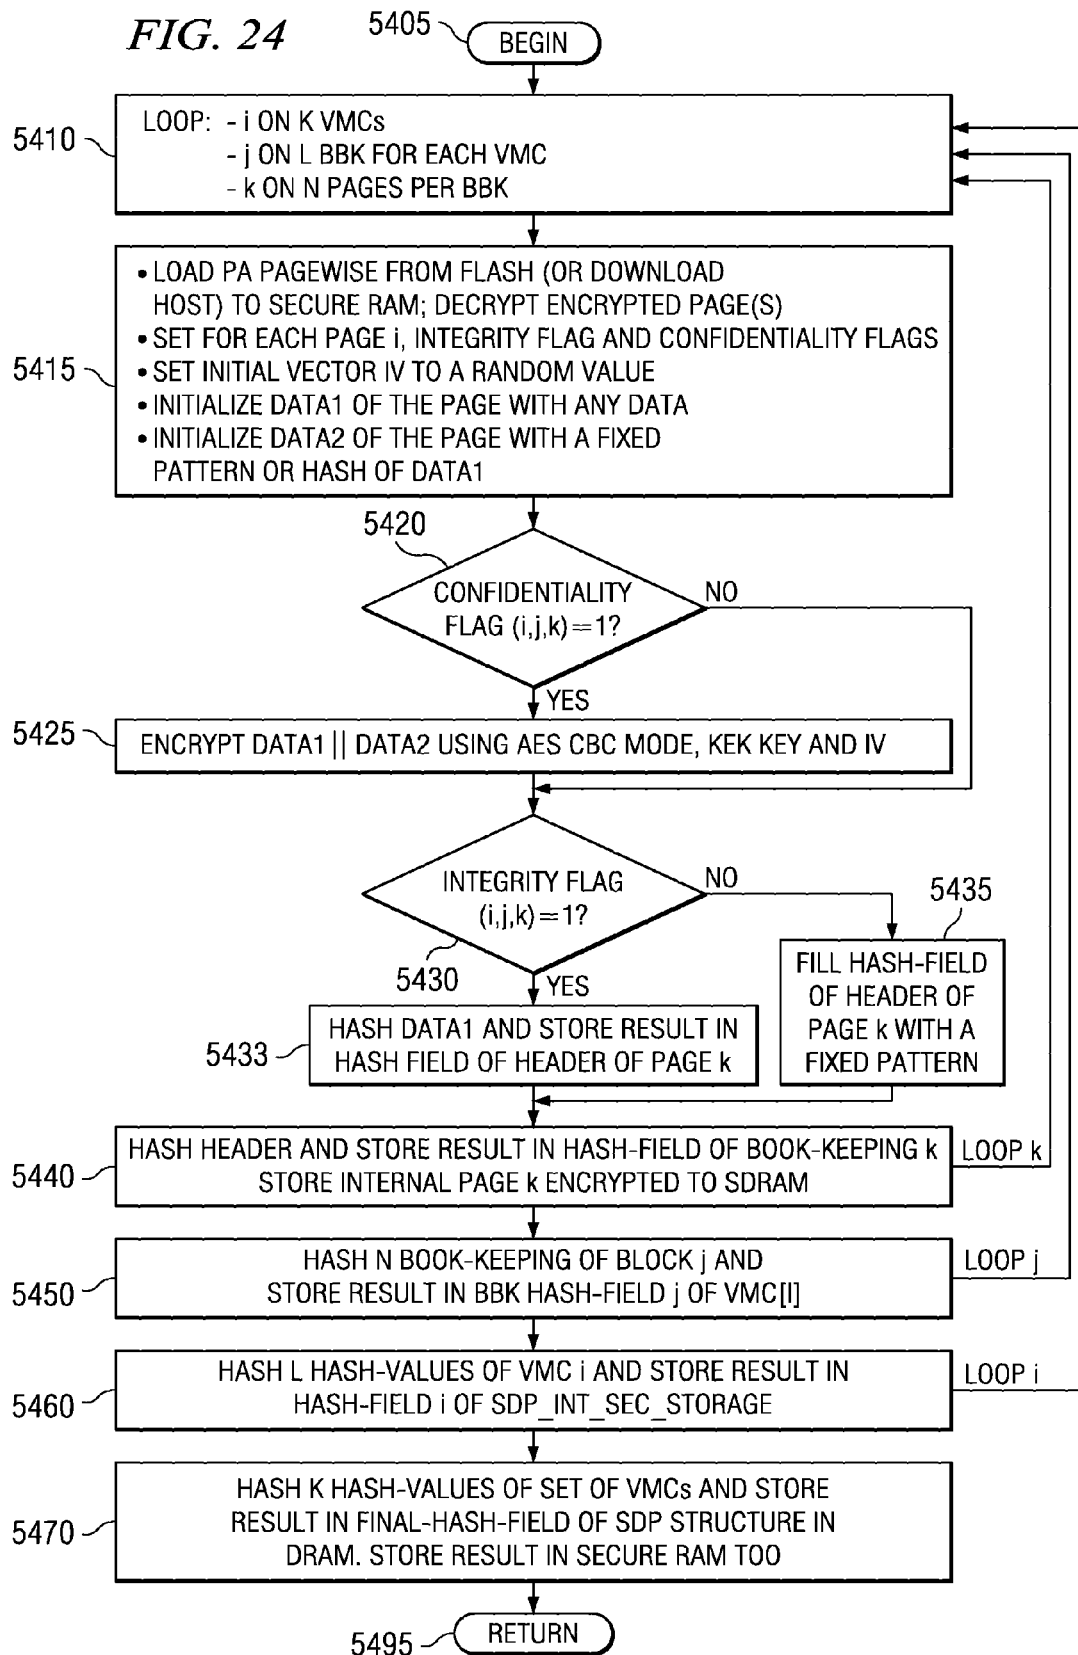 FIG. 24
5405
BEGIN
5410
LOOP: - i ON K VMCs
- j ON L BBK FOR EACH VMC
- k ON N PAGES PER BBK
5415
• LOAD PA PAGEWISE FROM FLASH (OR DOWNLOAD
HOST) TO SECURE RAM; DECRYPT ENCRYPTED PAGE(S)
• SET FOR EACH PAGE i, INTEGRITY FLAG AND CONFIDENTIALITY FLAGS
• SET INITIAL VECTOR IV TO A RANDOM VALUE
• INITIALIZE DATA1 OF THE PAGE WITH ANY DATA
• INITIALIZE DATA2 OF THE PAGE WITH A FIXED
PATTERN OR HASH OF DATA1
5420
CONFIDENTIALITY
FLAG (i,j,k)=1?
NO
YES
5425
ENCRYPT DATA1 || DATA2 USING AES CBC MODE, KEK KEY AND IV
INTEGRITY FLAG
(i,j,k)=1?
NO
5430
YES
5435
FILL HASH-FIELD
OF HEADER OF
PAGE k WITH A
FIXED PATTERN
5433
HASH DATA1 AND STORE RESULT IN
HASH FIELD OF HEADER OF PAGE k
5440
HASH HEADER AND STORE RESULT IN HASH-FIELD OF BOOK-KEEPING k
STORE INTERNAL PAGE k ENCRYPTED TO SDRAM
LOOP k
5450
HASH N BOOK-KEEPING OF BLOCK j AND
STORE RESULT IN BBK HASH-FIELD j OF VMC[I]
LOOP j
5460
HASH L HASH-VALUES OF VMC i AND STORE RESULT IN
HASH-FIELD i OF SDP_INT_SEC_STORAGE
LOOP i
5470
HASH K HASH-VALUES OF SET OF VMCs AND STORE
RESULT IN FINAL-HASH-FIELD OF SDP STRUCTURE IN
DRAM. STORE RESULT IN SECURE RAM TOO
5495
RETURN